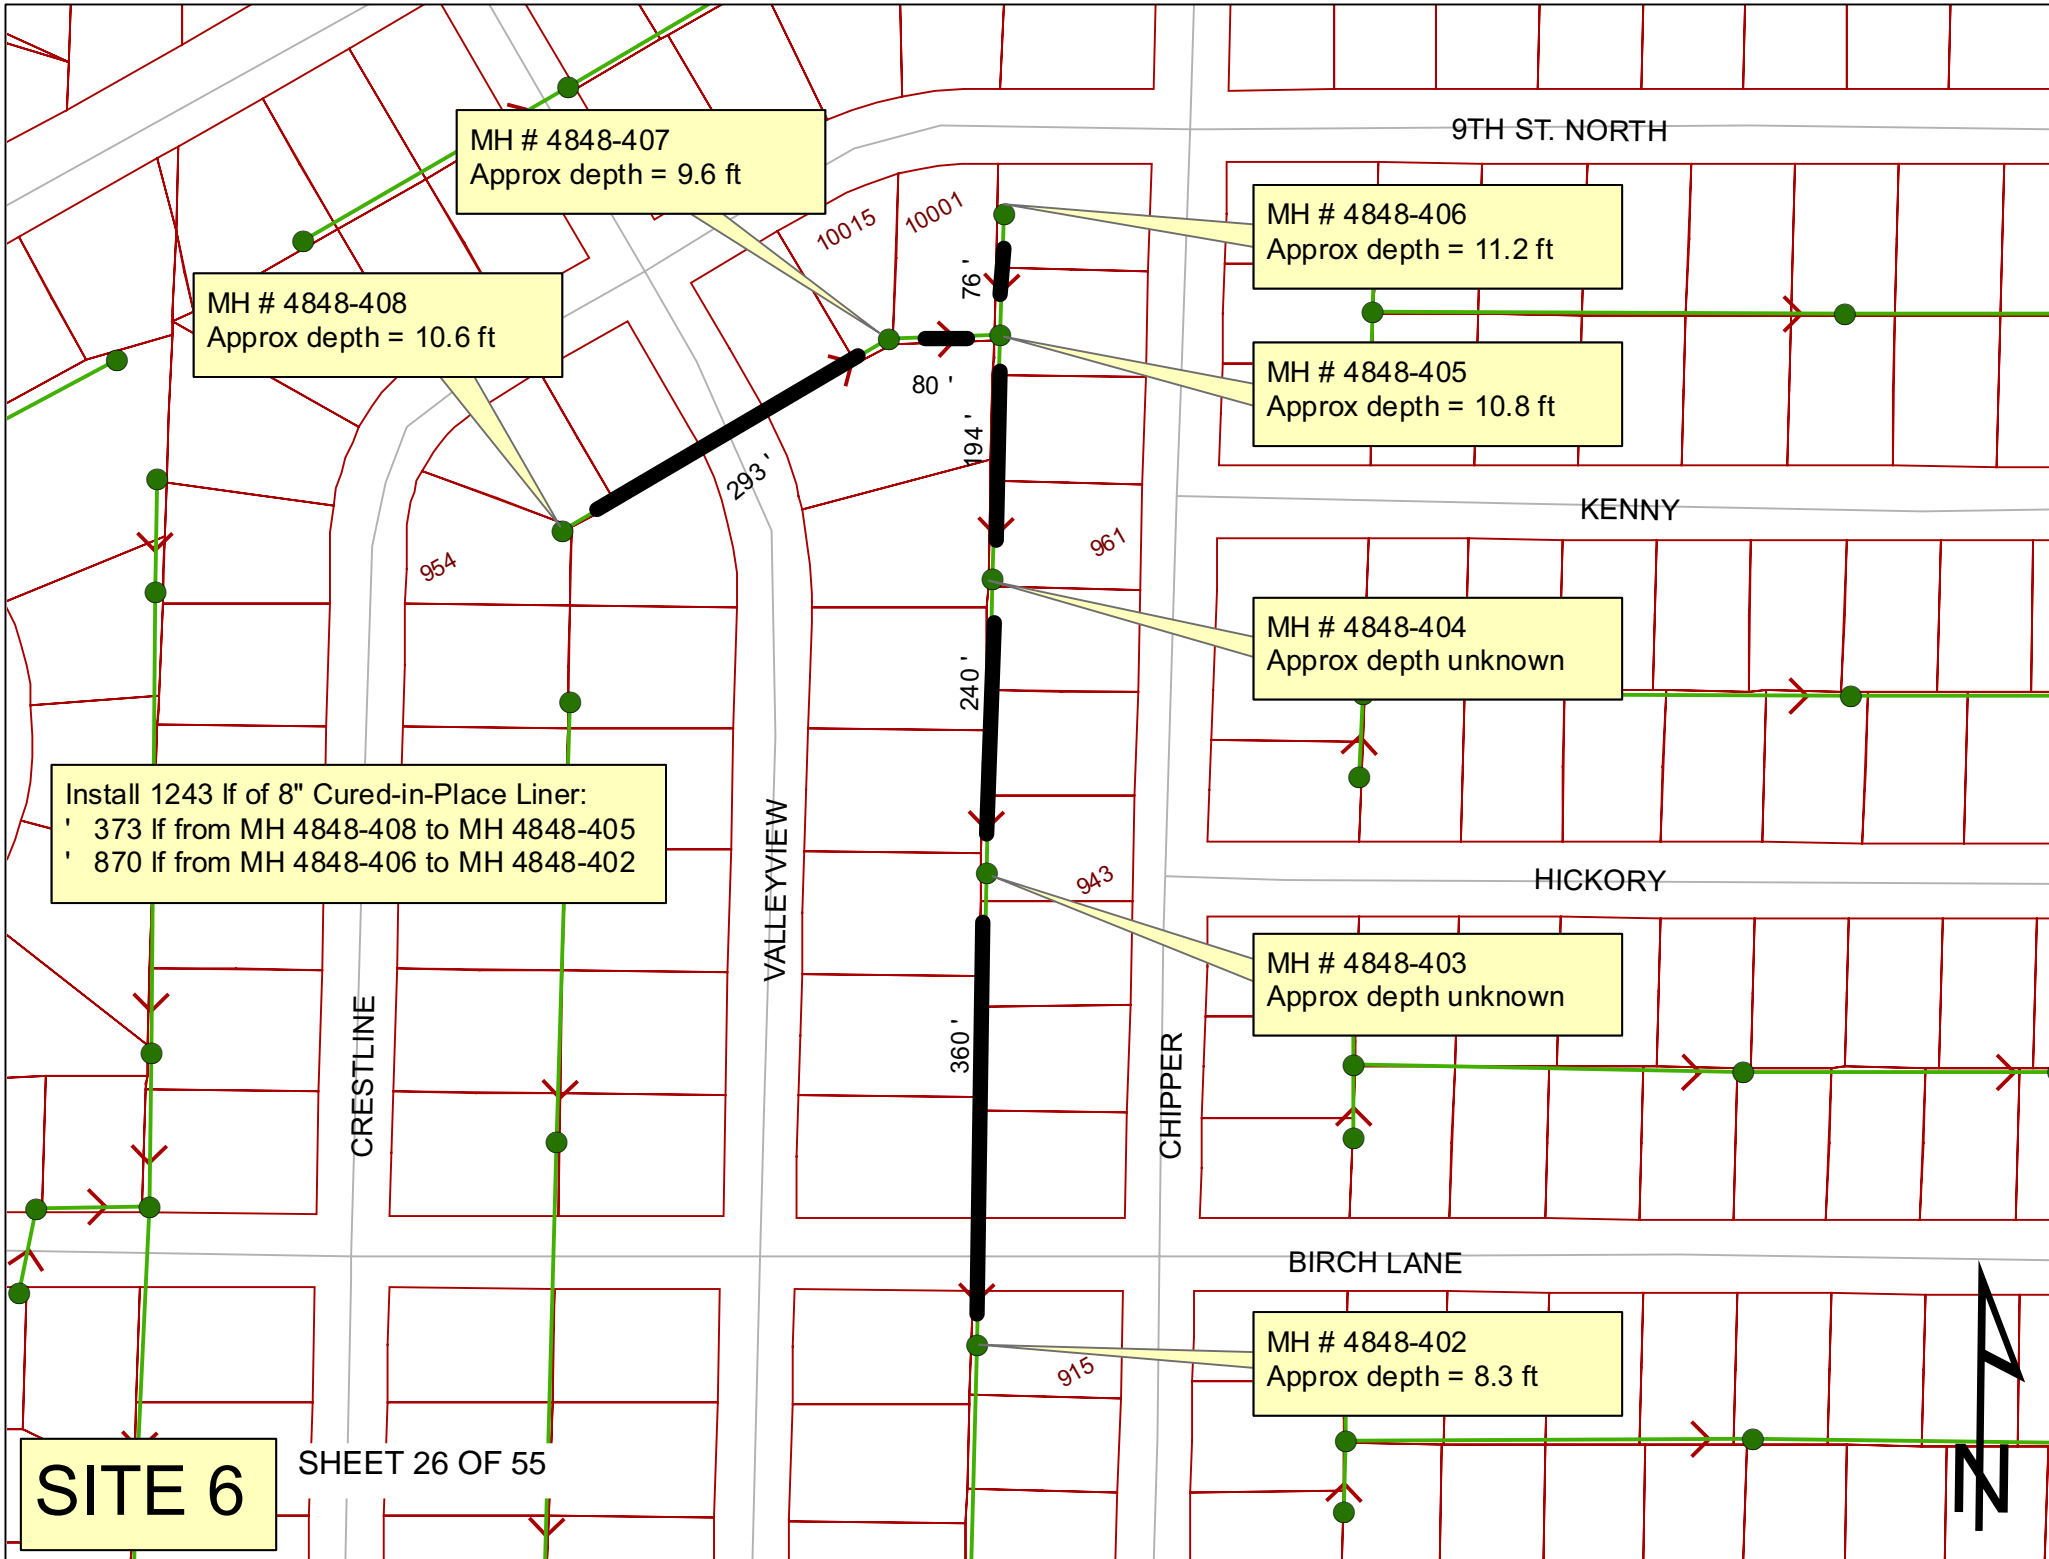 9TH ST. NORTH
MH # 4848-407
Approx depth = 9.6 ft
10015
10001
MH # 4848-406
Approx depth = 11.2 ft
76 '
MH # 4848-408
Approx depth = 10.6 ft
80 '
MH # 4848-405
Approx depth = 10.8 ft
194 '
293 '
KENNY
961
954
MH # 4848-404
Approx depth unknown
240 '
Install 1243 lf of 8" Cured-in-Place Liner:
' 373 lf from MH 4848-408 to MH 4848-405
' 870 lf from MH 4848-406 to MH 4848-402
VALLEYVIEW
943
HICKORY
MH # 4848-403
Approx depth unknown
CRESTLINE
360 '
CHIPPER
BIRCH LANE
MH # 4848-402
Approx depth = 8.3 ft
915
SITE 6
SHEET 26 OF 55
N